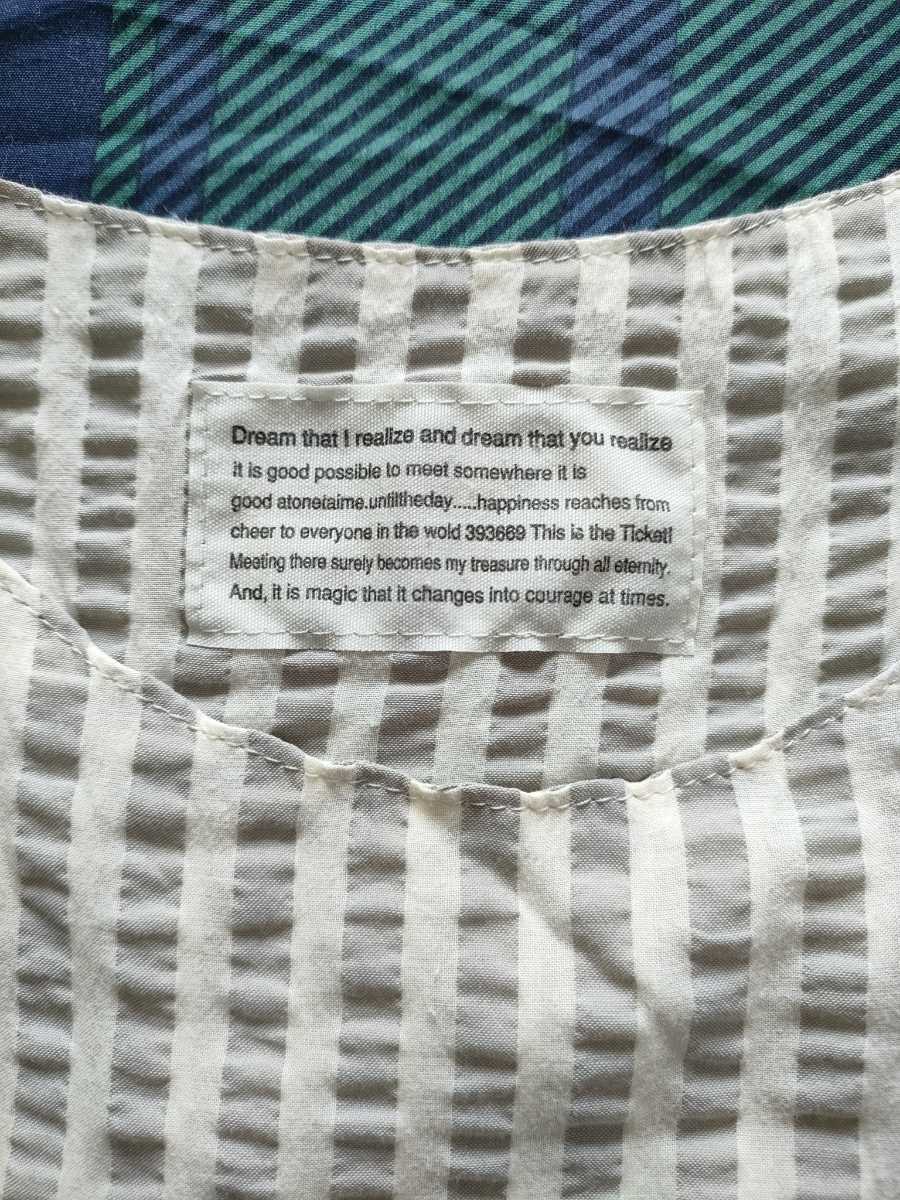 Dream that I realize and dream that you realize
it is good possible to meet somewhere it is
good atonetaime.untiltheday.....happiness reaches from
cheer to everyone in the wold 393669 This is the Ticket!
Meeting there surely becomes my treasure through all eternity.
And, it is magic that it changes into courage at times.